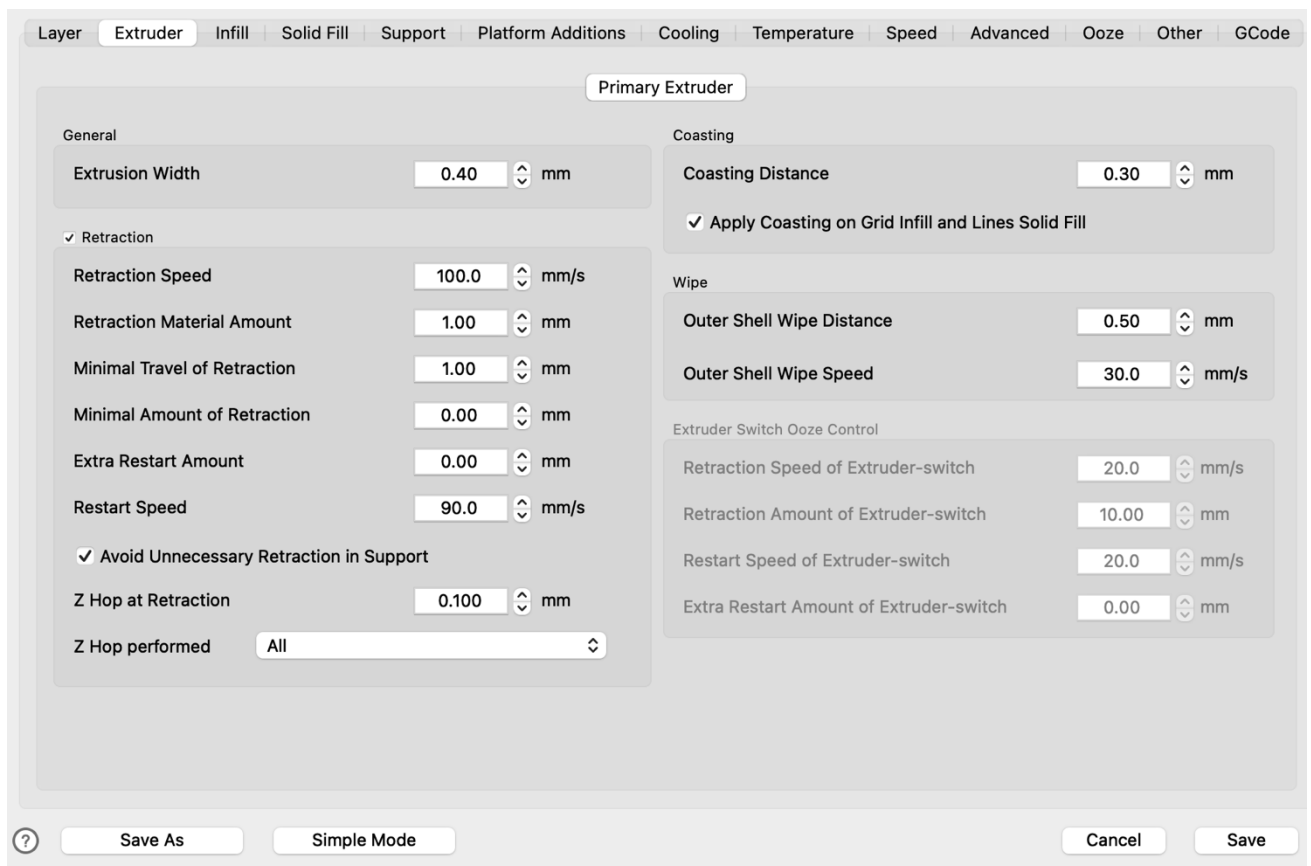 Layer Extruder Infill Solid Fill Support Platform Additions Cooling Temperature Speed Advanced Ooze Other GCode
Primary Extruder
General
Extrusion Width 0.40 mm
Retraction
Retraction Speed 100.0 mm/s
Retraction Material Amount 1.00 mm
Minimal Travel of Retraction 1.00 mm
Minimal Amount of Retraction 0.00 mm
Extra Restart Amount 0.00 mm
Restart Speed 90.0 mm/s
Avoid Unnecessary Retraction in Support
Z Hop at Retraction 0.100 mm
Z Hop performed All
Coasting
Coasting Distance 0.30 mm
Apply Coasting on Grid Infill and Lines Solid Fill
Wipe
Outer Shell Wipe Distance 0.50 mm
Outer Shell Wipe Speed 30.0 mm/s
Extruder Switch Ooze Control
Retraction Speed of Extruder-switch 20.0 mm/s
Retraction Amount of Extruder-switch 10.00 mm
Restart Speed of Extruder-switch 20.0 mm/s
Extra Restart Amount of Extruder-switch 0.00 mm
? Save As Simple Mode Cancel Save